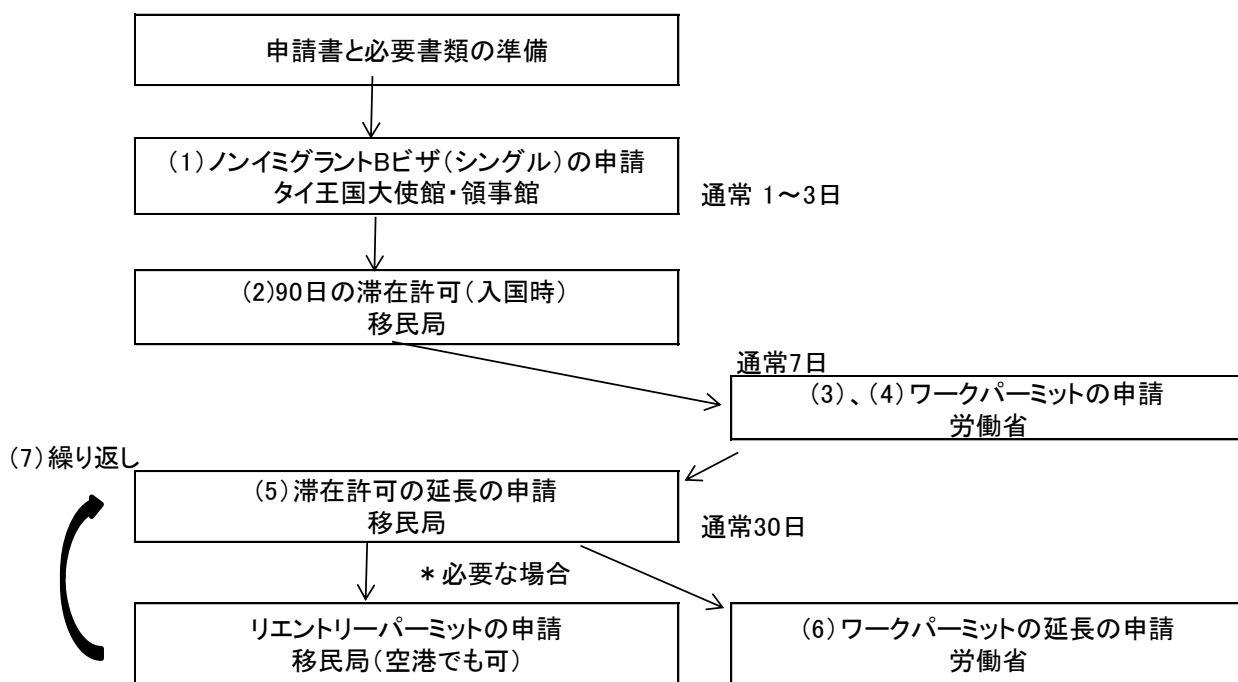 申請書と必要書類の準備
(1)ノンイミグラントBビザ(シングル)の申請
タイ王国大使館・領事館
通常 1～3日
(2)90日の滞在許可(入国時)
移民局
通常7日
(3)、(4)ワークパーミットの申請
労働省
(7)繰り返し
(5)滞在許可の延長の申請
移民局
通常30日
*必要な場合
リエントリーパーミットの申請
移民局(空港でも可)
(6)ワークパーミットの延長の申請
労働省